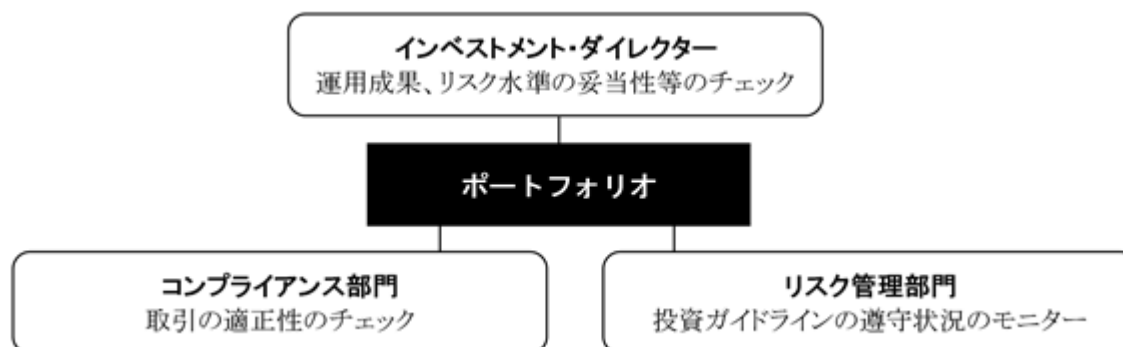 インベストメント・ダイレクター
運用成果、リスク水準の妥当性等のチェック
ポートフォリオ
コンプライアンス部門
取引の適正性のチェック
リスク管理部門
投資ガイドラインの遵守状況のモニター